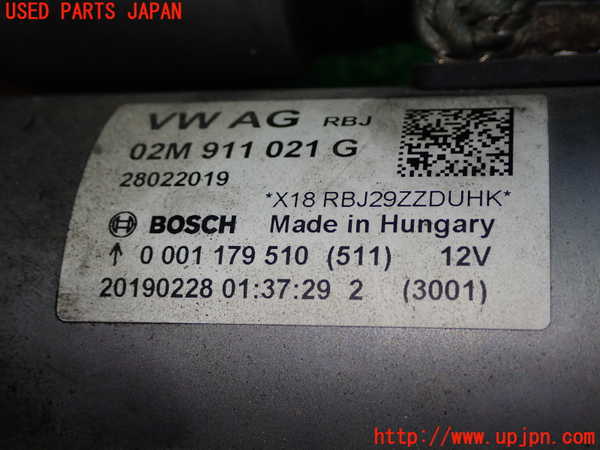 USED PARTS JAPAN
VW AG RBJ
02M 911 021 G
28022019
*X18 RBJ29ZZDUHK*
BOSCH Made in Hungary
↑ 0 001 179 510 (511) 12V
20190228 01:37:29 2 (3001)
http://www.upjpn.com/